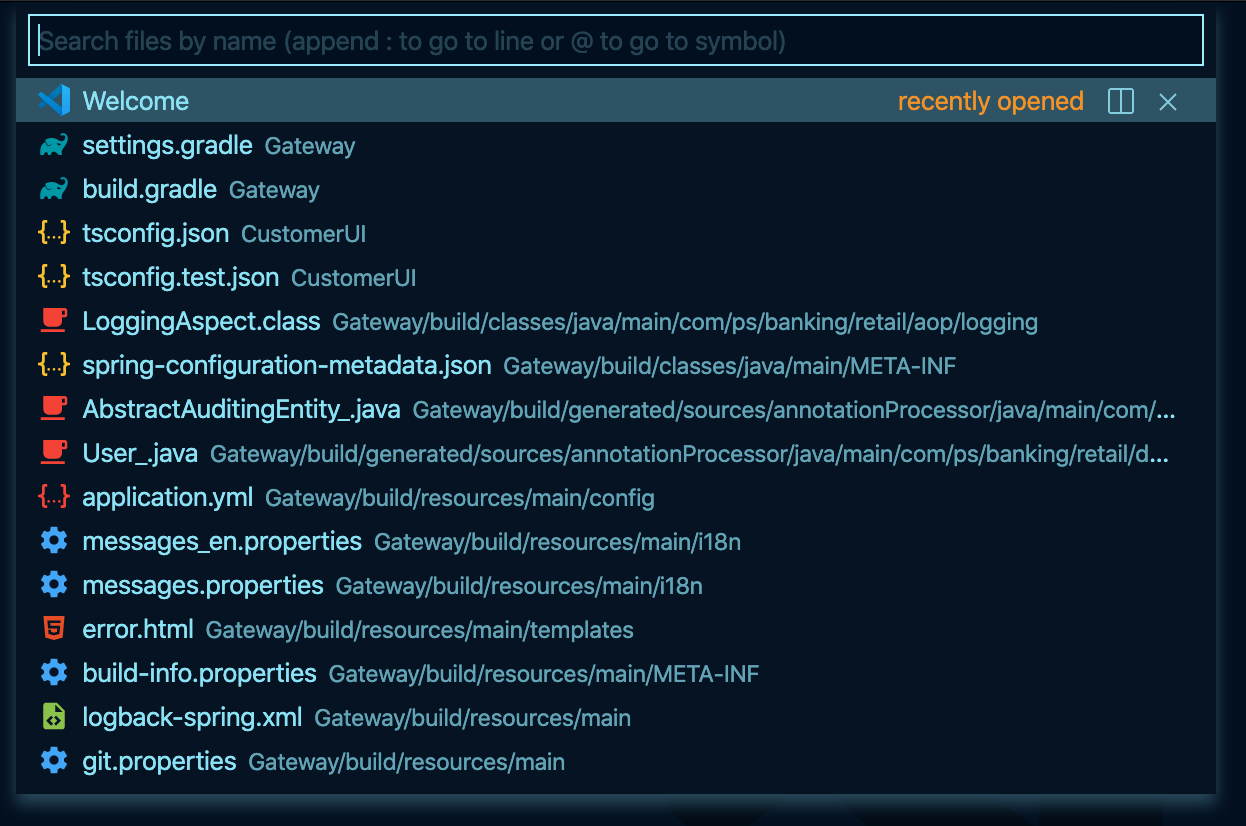 Search files by name (append : to go to line or @ to go to symbol)
Welcome recently opened
settings.gradle Gateway
build.gradle Gateway
tsconfig.json CustomerUI
tsconfig.test.json CustomerUI
LoggingAspect.class Gateway/build/classes/java/main/com/ps/banking/retail/aop/logging
spring-configuration-metadata.json Gateway/build/classes/java/main/META-INF
AbstractAuditingEntity_.java Gateway/build/generated/sources/annotationProcessor/java/main/com/...
User_.java Gateway/build/generated/sources/annotationProcessor/java/main/com/ps/banking/retail/d...
application.yml Gateway/build/resources/main/config
messages_en.properties Gateway/build/resources/main/i18n
messages.properties Gateway/build/resources/main/i18n
error.html Gateway/build/resources/main/templates
build-info.properties Gateway/build/resources/main/META-INF
logback-spring.xml Gateway/build/resources/main
git.properties Gateway/build/resources/main